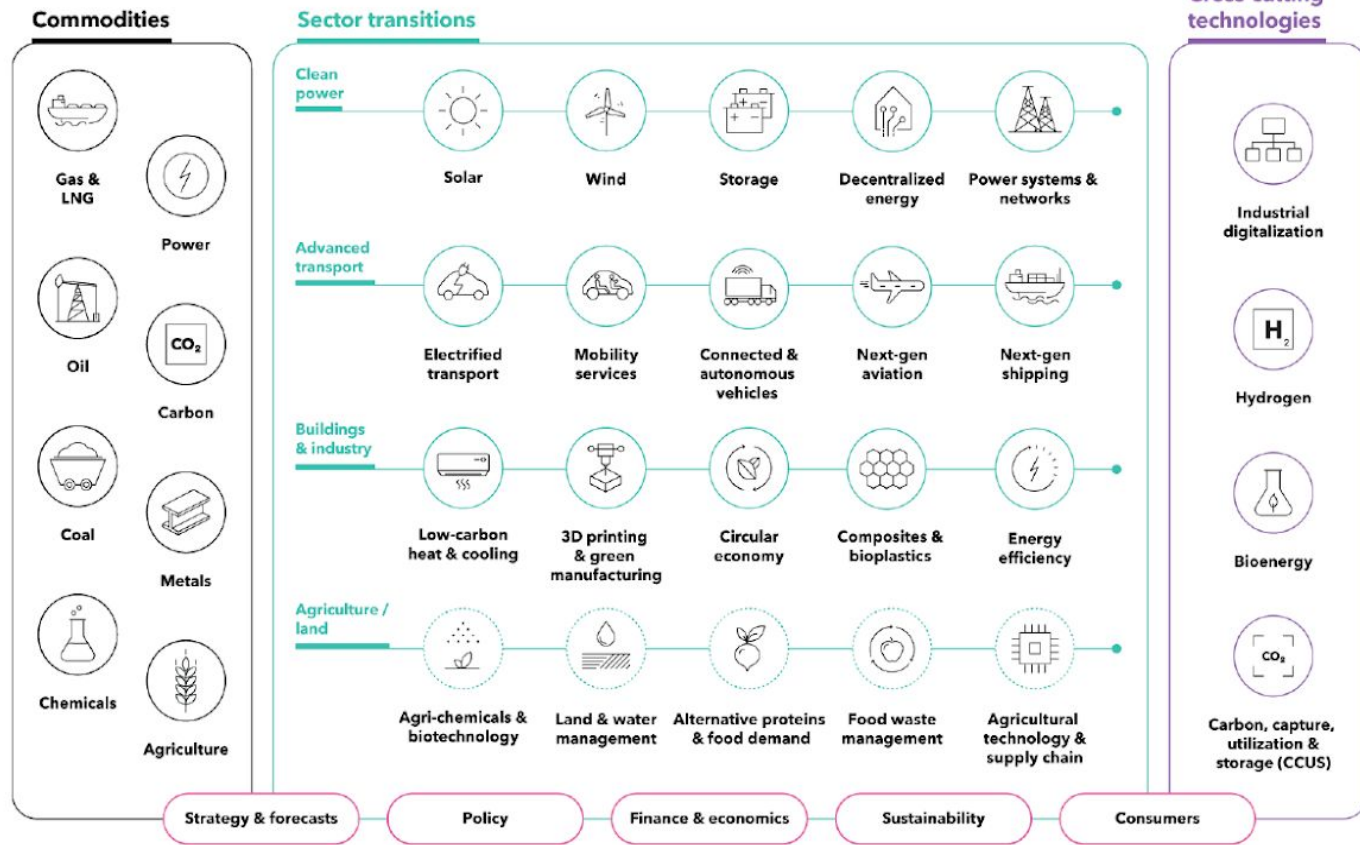 Commodities
Gas &
LNG
Power
Oil
CO₂
Carbon
Coal
Metals
Chemicals
Agriculture
Sector transitions
Clean
power
Solar
Wind
Storage
Decentralized
energy
Power systems &
networks
Advanced
transport
Electrified
transport
Mobility
services
Connected &
autonomous
vehicles
Next-gen
aviation
Next-gen
shipping
Buildings
& industry
Low-carbon
heat & cooling
3D printing
& green
manufacturing
Circular
economy
Composites &
bioplastics
Energy
efficiency
Agriculture /
land
Agri-chemicals &
biotechnology
Land & water
management
Alternative proteins
& food demand
Food waste
management
Agricultural
technology &
supply chain
technologies
Industrial
digitalization
H₂
Hydrogen
Bioenergy
CO₂
Carbon, capture,
utilization &
storage (CCUS)
Strategy & forecasts
Policy
Finance & economics
Sustainability
Consumers